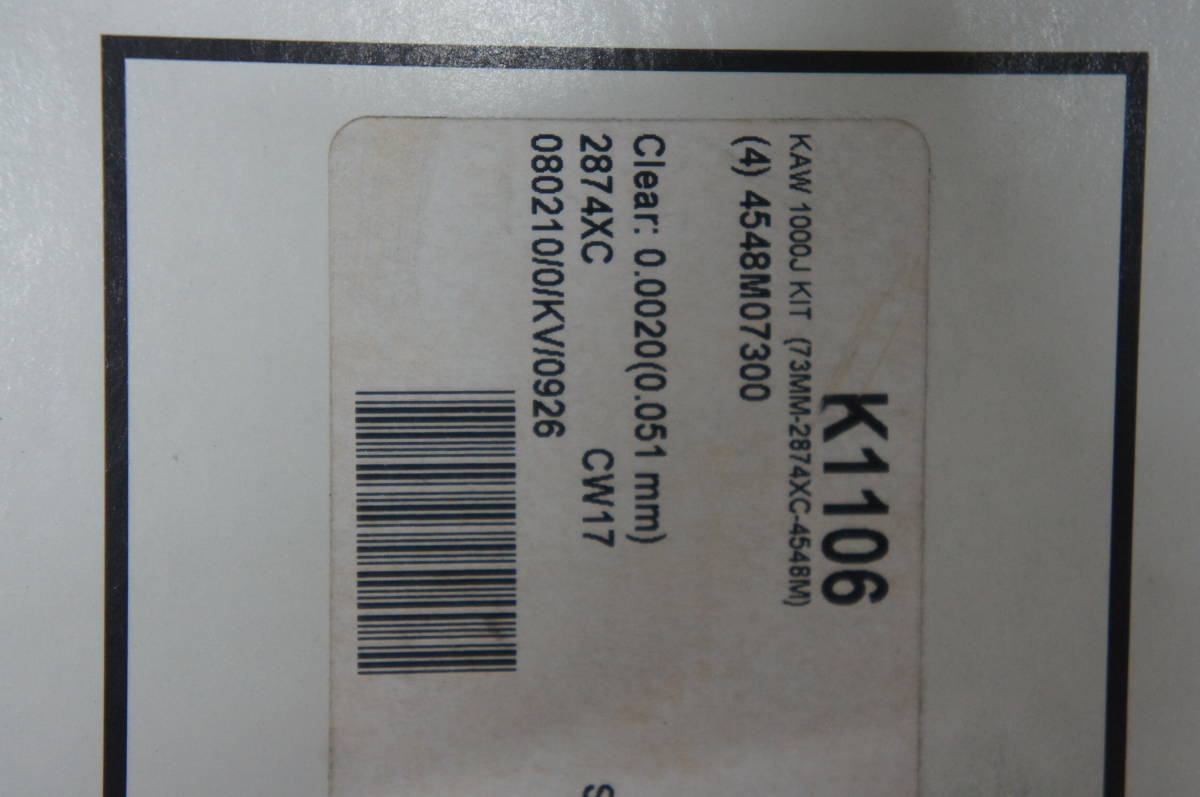 K1106
KAW 1000J KIT (73MM-2874XC-4548M)
(4) 4548M07300
Clear: 0.0020(0.051 mm)
2874XC CW17
080210/0/KV/0926